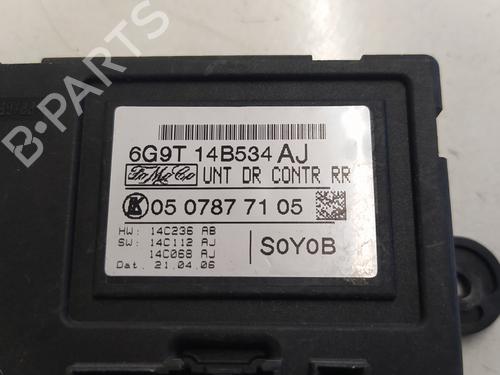 B-PARTS
6G9T 14B534 AJ
FoMoCo UNT DR CONTR RR
K 05 0787 71 05
HW: 14C236 AB
SW: 14C112 AJ
14C068 AJ
Dat. 21.04.06
S0Y0B